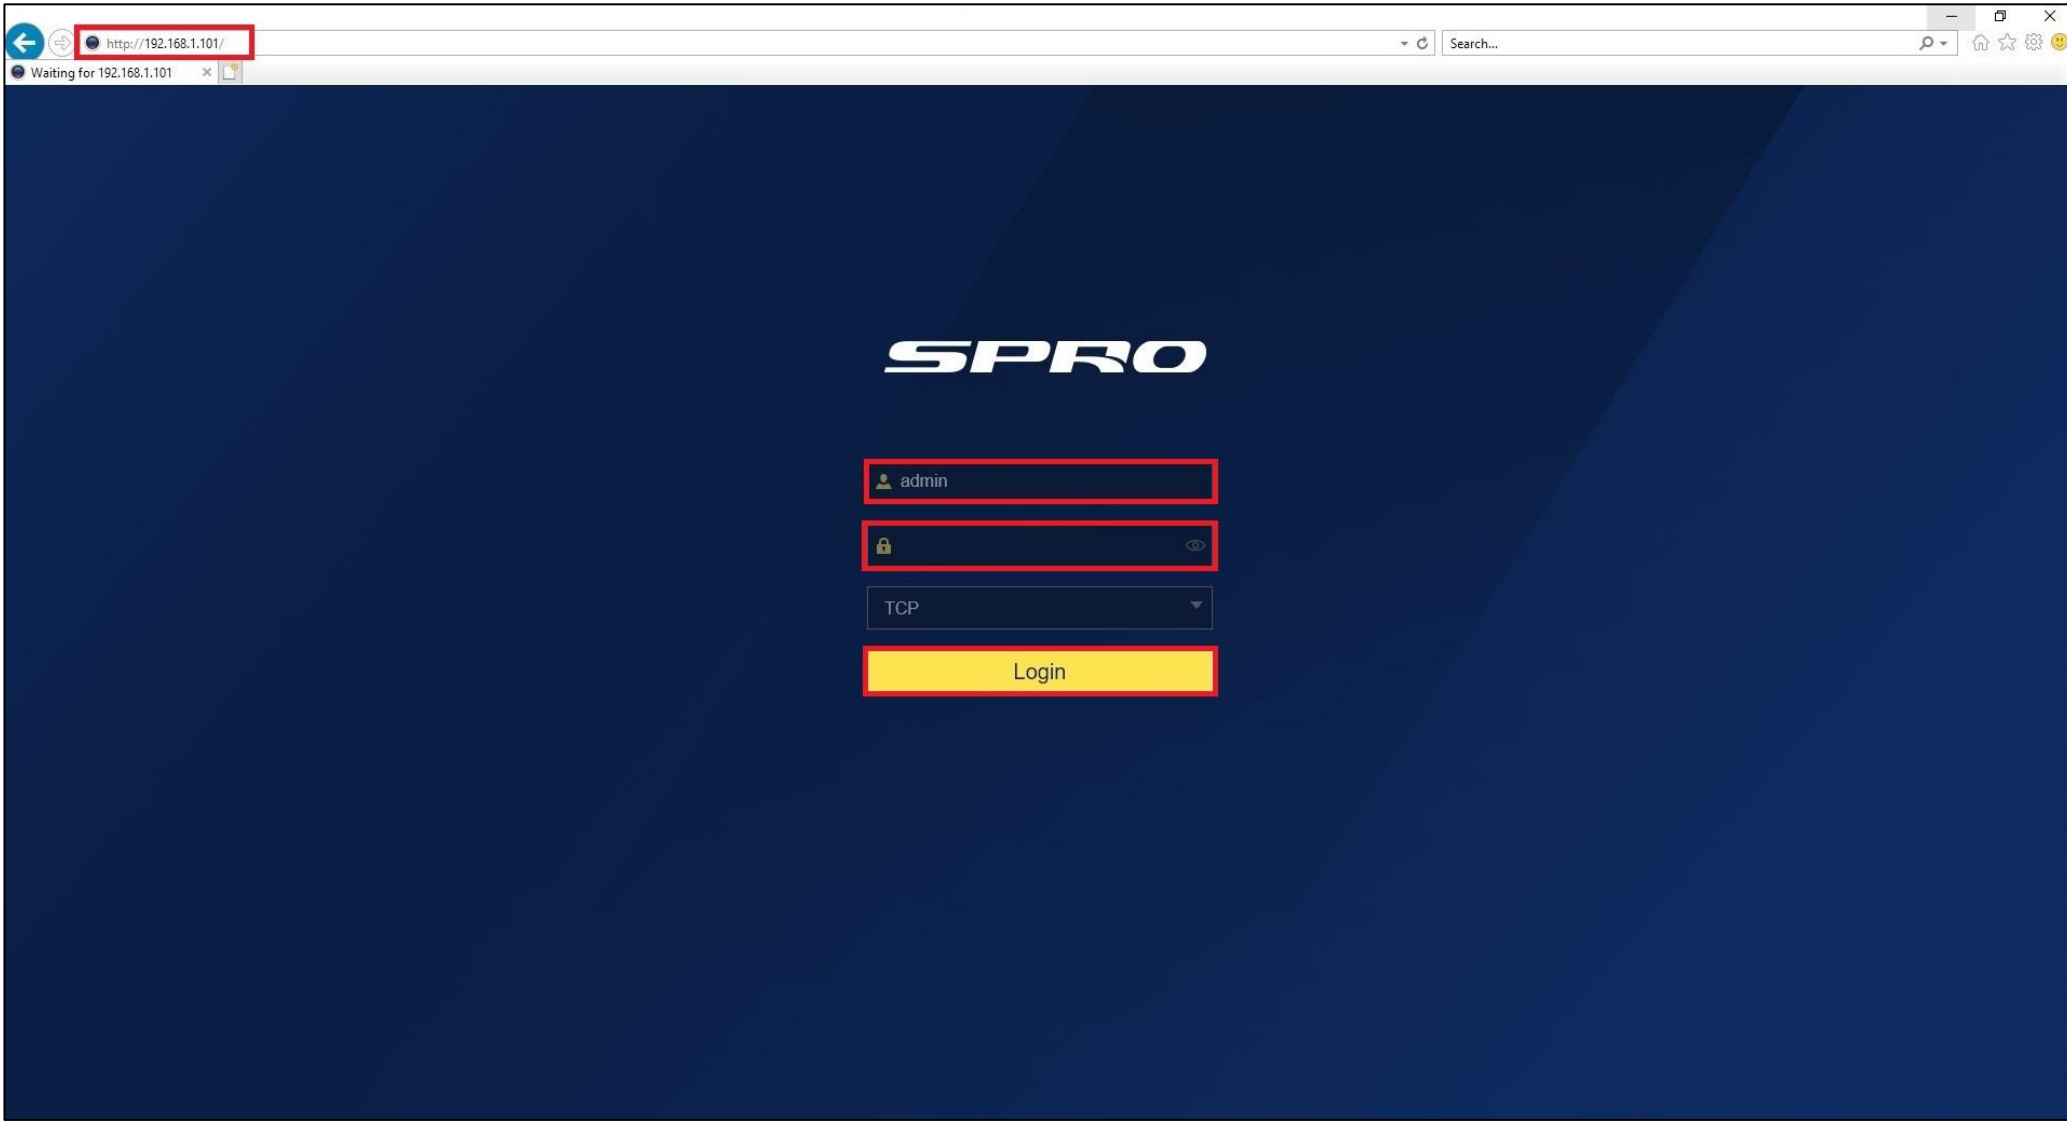 http://192.168.1.101/
Search...
Waiting for 192.168.1.101
SPRO
admin
TCP
Login